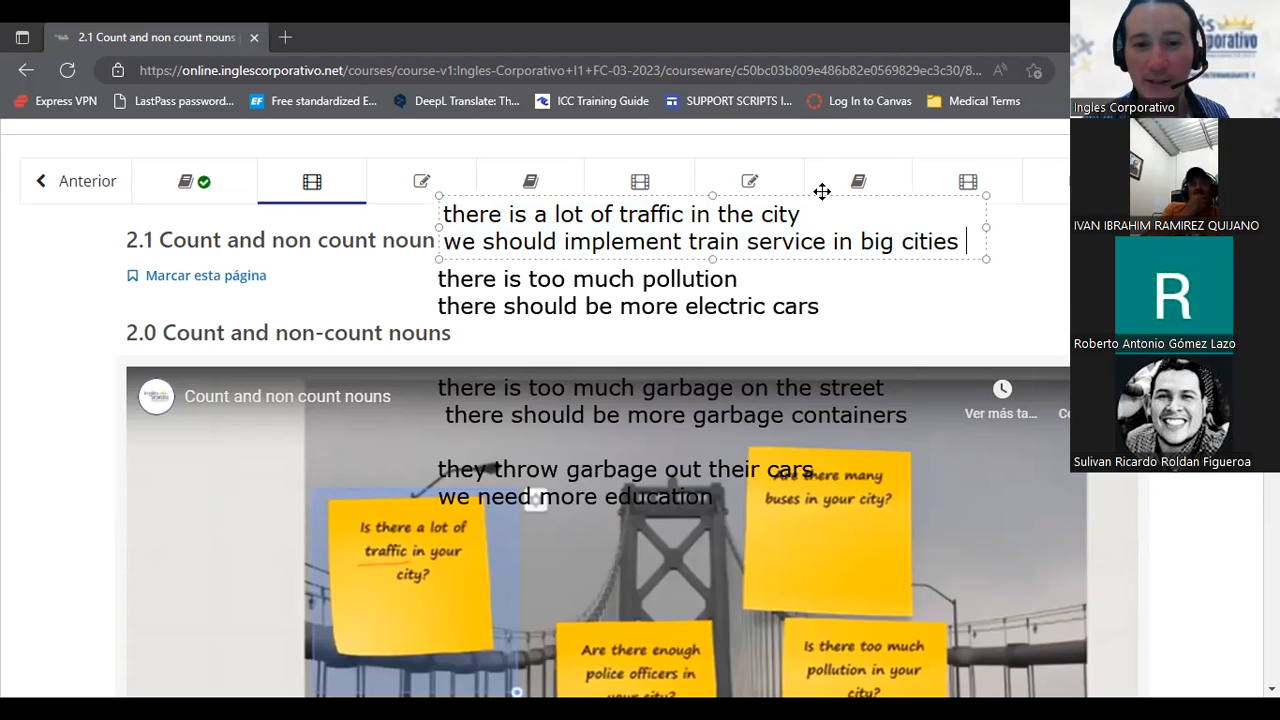 2.1 Count and non count nouns
https://online.inglescorporativo.net/courses/course-v1:Ingles-Corporativo+I1+FC-03-2023/courseware/c50bc03b809e486b82e0569829ec3c30/8...
Express VPN
LastPass password...
Free standardized E...
DeepL Translate: Th...
ICC Training Guide
SUPPORT SCRIPTS I...
Log In to Canvas
Medical Terms
Anterior
there is a lot of traffic in the city
2.1 Count and non count noun
we should implement train service in big cities
Marcar esta página
there is too much pollution
there should be more electric cars
2.0 Count and non-count nouns
Count and non count nouns
Ver más ta...
there is too much garbage on the street
there should be more garbage containers
they throw garbage out their cars
we need more education
Is there a lot of
traffic in your
city?
Are there many
buses in your city?
Are there enough
police officers in
your city?
Is there too much
pollution in your
city?
Ingles Corporativo
IVAN IBRAHIM RAMIREZ QUIJANO
R
Roberto Antonio Gómez Lazo
Sulivan Ricardo Roldan Figueroa